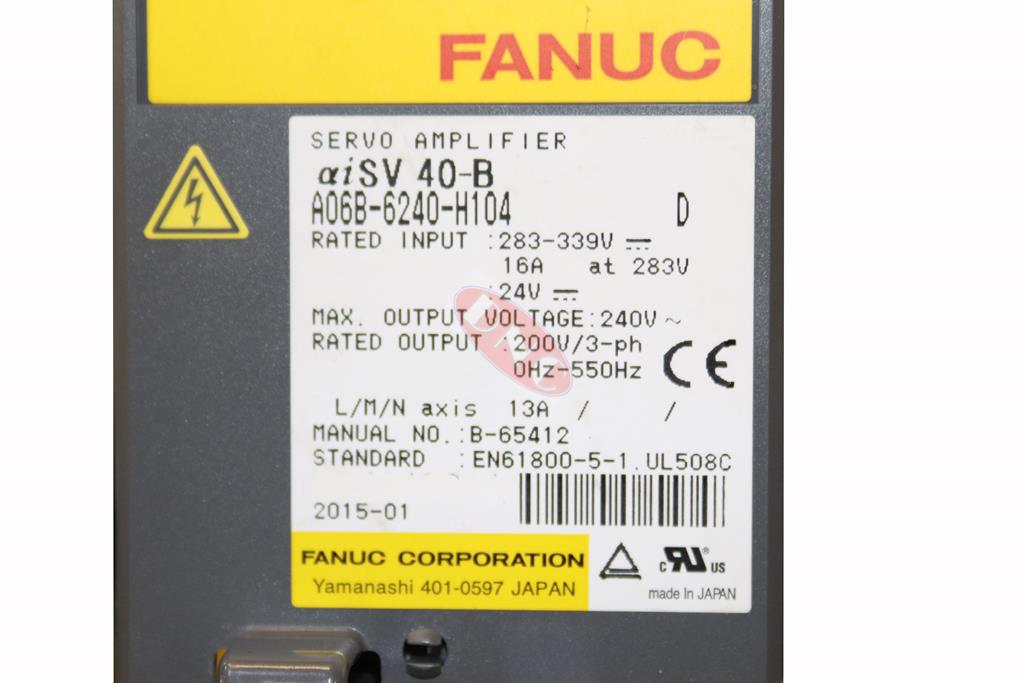 FANUC
SERVO AMPLIFIER
αiSV 40-B
A06B-6240-H104 D
RATED INPUT :283-339V ⎓
16A at 283V
:24V ⎓
MAX. OUTPUT VOLTAGE:240V ~
RATED OUTPUT :200V/3-ph
0Hz-550Hz
CE
L/M/N axis 13A / /
MANUAL NO.:B-65412
STANDARD :EN61800-5-1.UL508C
2015-01
FANUC CORPORATION
Yamanashi 401-0597 JAPAN
c RU® US
made In JAPAN